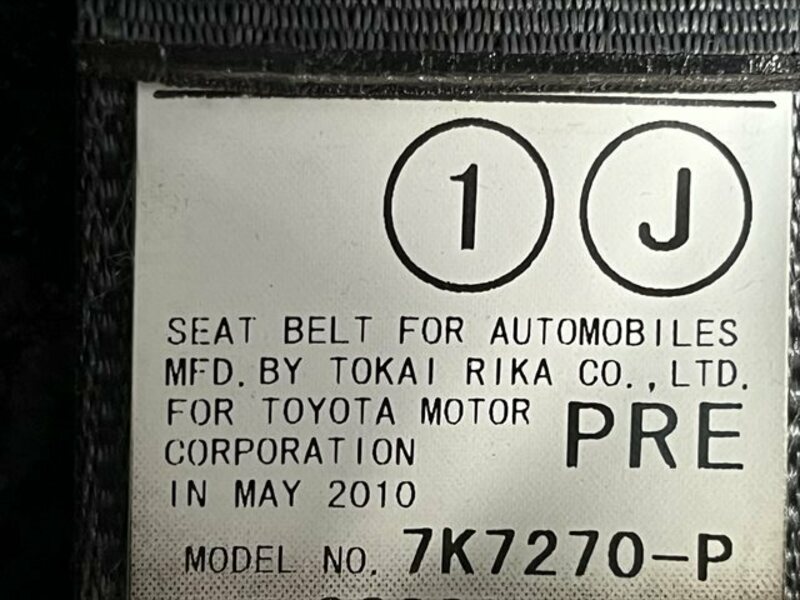 1 J
SEAT BELT FOR AUTOMOBILES
MFD. BY TOKAI RIKA CO., LTD.
FOR TOYOTA MOTOR
CORPORATION
PRE
IN MAY 2010
MODEL NO. 7K7270-P